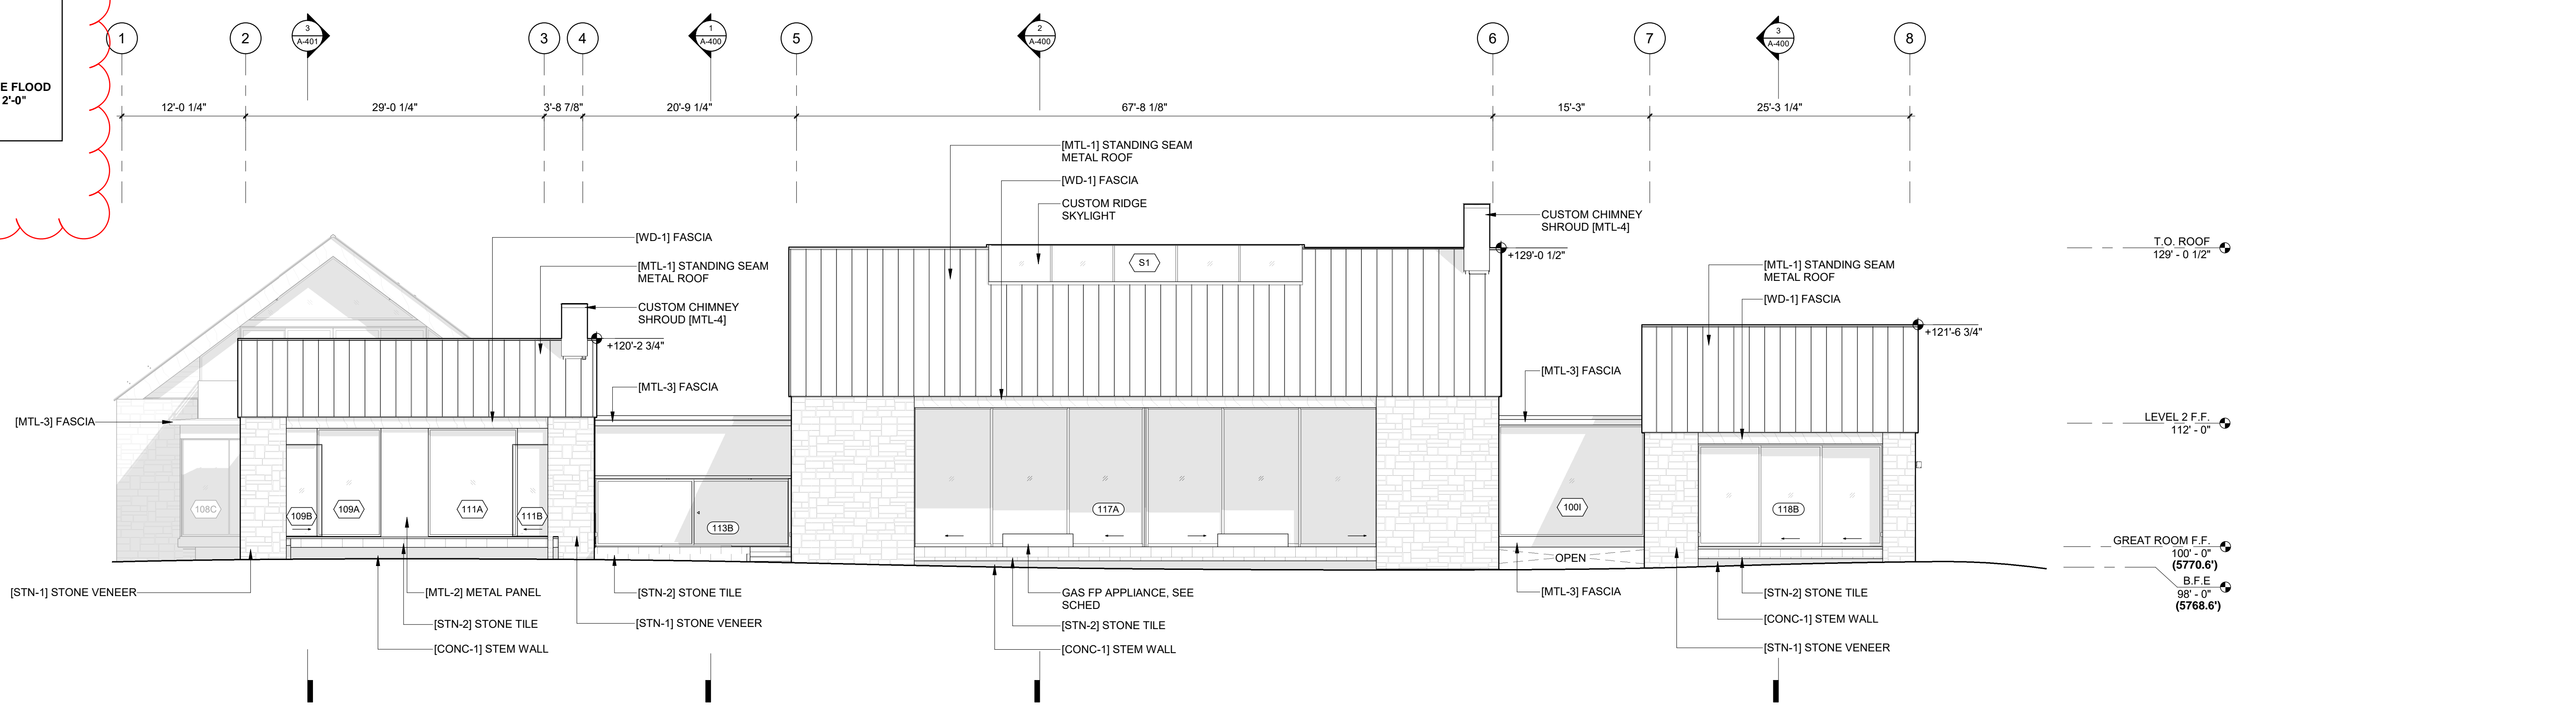 E FLOOD
2'-0"
1
2
3
A-401
3
4
1
A-400
5
2
A-400
6
7
3
A-400
8
12'-0 1/4"
29'-0 1/4"
3'-8 7/8"
20'-9 1/4"
67'-8 1/8"
15'-3"
25'-3 1/4"
[MTL-1] STANDING SEAM
METAL ROOF
[WD-1] FASCIA
CUSTOM RIDGE
SKYLIGHT
CUSTOM CHIMNEY
SHROUD [MTL-4]
[WD-1] FASCIA
[MTL-1] STANDING SEAM
METAL ROOF
CUSTOM CHIMNEY
SHROUD [MTL-4]
+120'-2 3/4"
[MTL-3] FASCIA
S1
+129'-0 1/2"
[MTL-1] STANDING SEAM
METAL ROOF
[WD-1] FASCIA
+121'-6 3/4"
[MTL-3] FASCIA
T.O. ROOF
129' - 0 1/2"
LEVEL 2 F.F.
112' - 0"
GREAT ROOM F.F.
100' - 0"
(5770.6')
B.F.E
98' - 0"
(5768.6')
[MTL-3] FASCIA
108C
109B
109A
111A
111B
113B
117A
100I
118B
OPEN
[STN-1] STONE VENEER
[MTL-2] METAL PANEL
[STN-2] STONE TILE
[CONC-1] STEM WALL
[STN-2] STONE TILE
[STN-1] STONE VENEER
GAS FP APPLIANCE, SEE
SCHED
[STN-2] STONE TILE
[CONC-1] STEM WALL
[MTL-3] FASCIA
[STN-2] STONE TILE
[CONC-1] STEM WALL
[STN-1] STONE VENEER